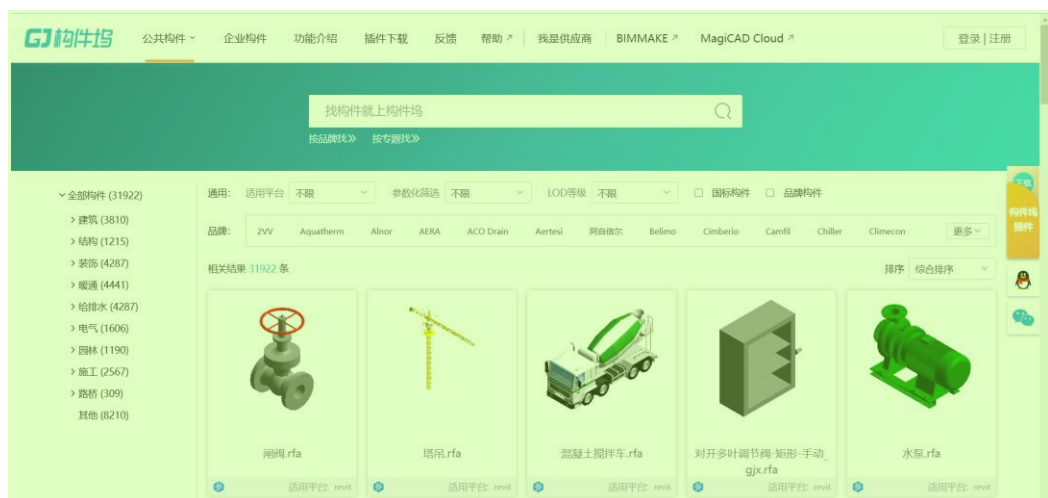 GJ构件坞 公共构件 企业构件 功能介绍 插件下载 反馈 帮助 我是供应商 BIMMAKE MagiCAD Cloud 登录 | 注册
找构件就上构件坞
按品牌找 按专题找
全部构件 (31922)
建筑 (3810)
结构 (1215)
装饰 (4287)
暖通 (4441)
给排水 (4287)
电气 (1606)
园林 (1190)
施工 (2567)
路桥 (309)
其他 (8210)
通用: 适用平台 不限 参数化筛选 不限 LOD等级 不限 国标构件 品牌构件
品牌: 2VV Aquatherm Alnor AERA ACO Drain Aertesi 阿自倍尔 Belimo Cimberio Camfil Chiller Climecon 更多
相关结果 31922 条 排序 综合排序
闸阀.rfa
塔吊.rfa
混凝土搅拌车.rfa
对开多叶调节阀-矩形-手动_
gjx.rfa
水泵.rfa
适用平台: revit 适用平台: revit 适用平台: revit 适用平台: revit 适用平台: revit
下载
构件坞
插件